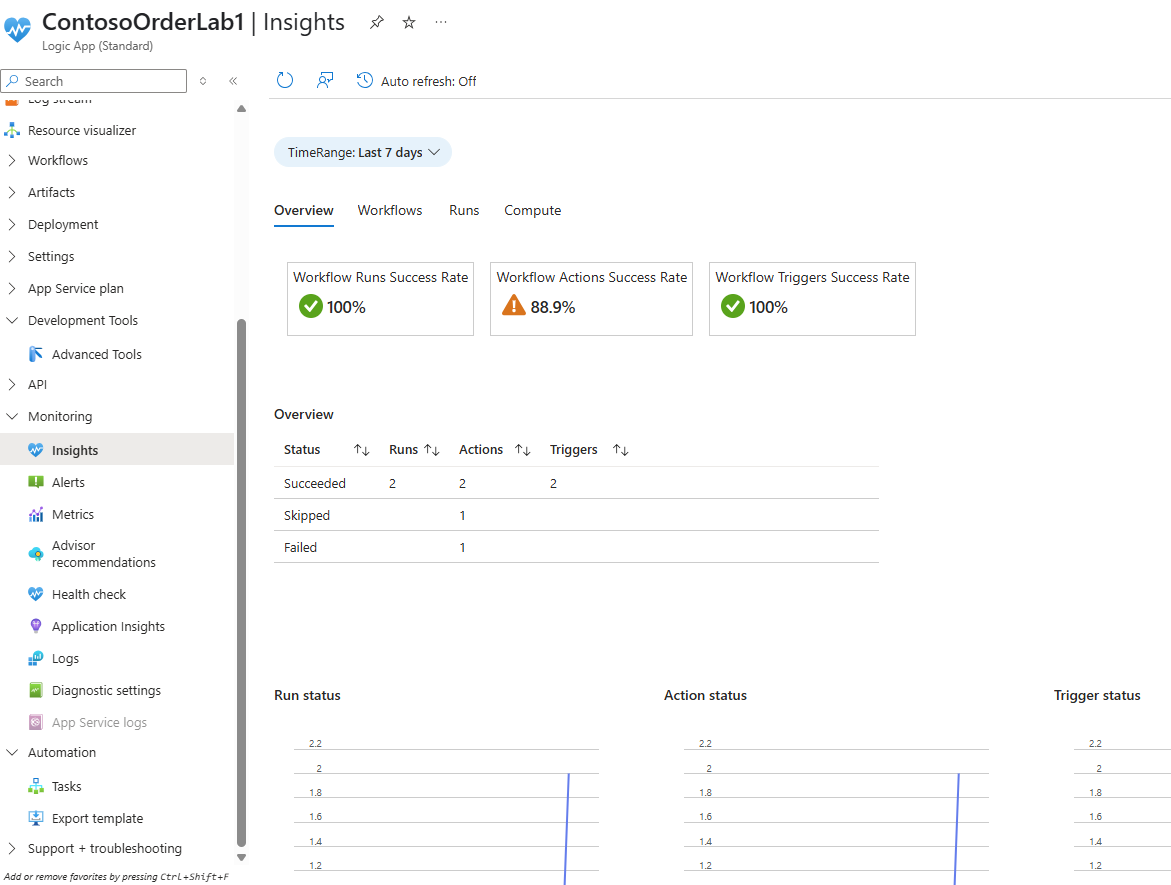 ContosoOrderLab1 | Insights
Logic App (Standard)
Search
Auto refresh: Off
Log stream
Resource visualizer
Workflows
Artifacts
Deployment
Settings
App Service plan
Development Tools
Advanced Tools
API
Monitoring
Insights
Alerts
Metrics
Advisor
recommendations
Health check
Application Insights
Logs
Diagnostic settings
App Service logs
Automation
Tasks
Export template
Support + troubleshooting
Add or remove favorites by pressing Ctrl+Shift+F
TimeRange: Last 7 days
Overview Workflows Runs Compute
Workflow Runs Success Rate
100%
Workflow Actions Success Rate
88.9%
Workflow Triggers Success Rate
100%
Overview
Status Runs Actions Triggers
Succeeded 2 2 2
Skipped 1
Failed 1
Run status
2.2
2
1.8
1.6
1.4
1.2
Action status
2.2
2
1.8
1.6
1.4
1.2
Trigger status
2.2
2
1.8
1.6
1.4
1.2